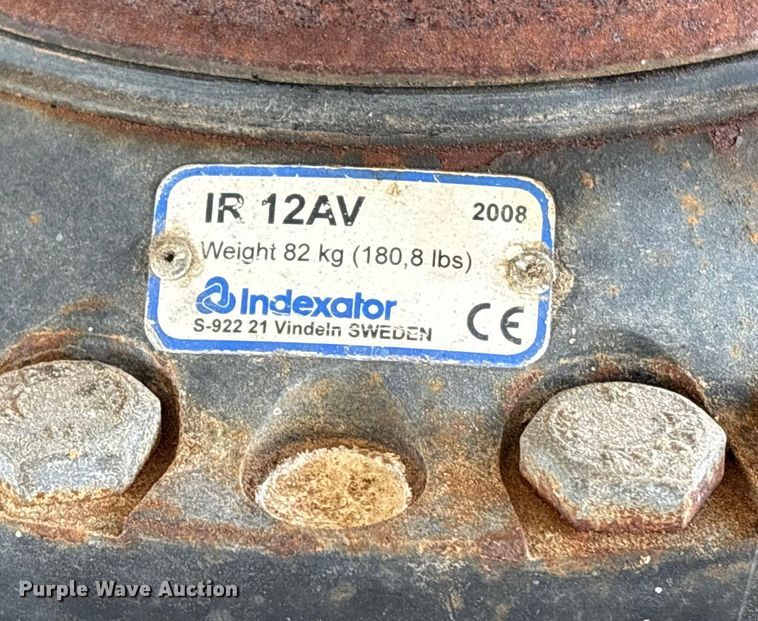 IR 12AV 2008
Weight 82 kg (180,8 lbs)
Indexator
S-922 21 Vindeln SWEDEN CE
Purple Wave Auction